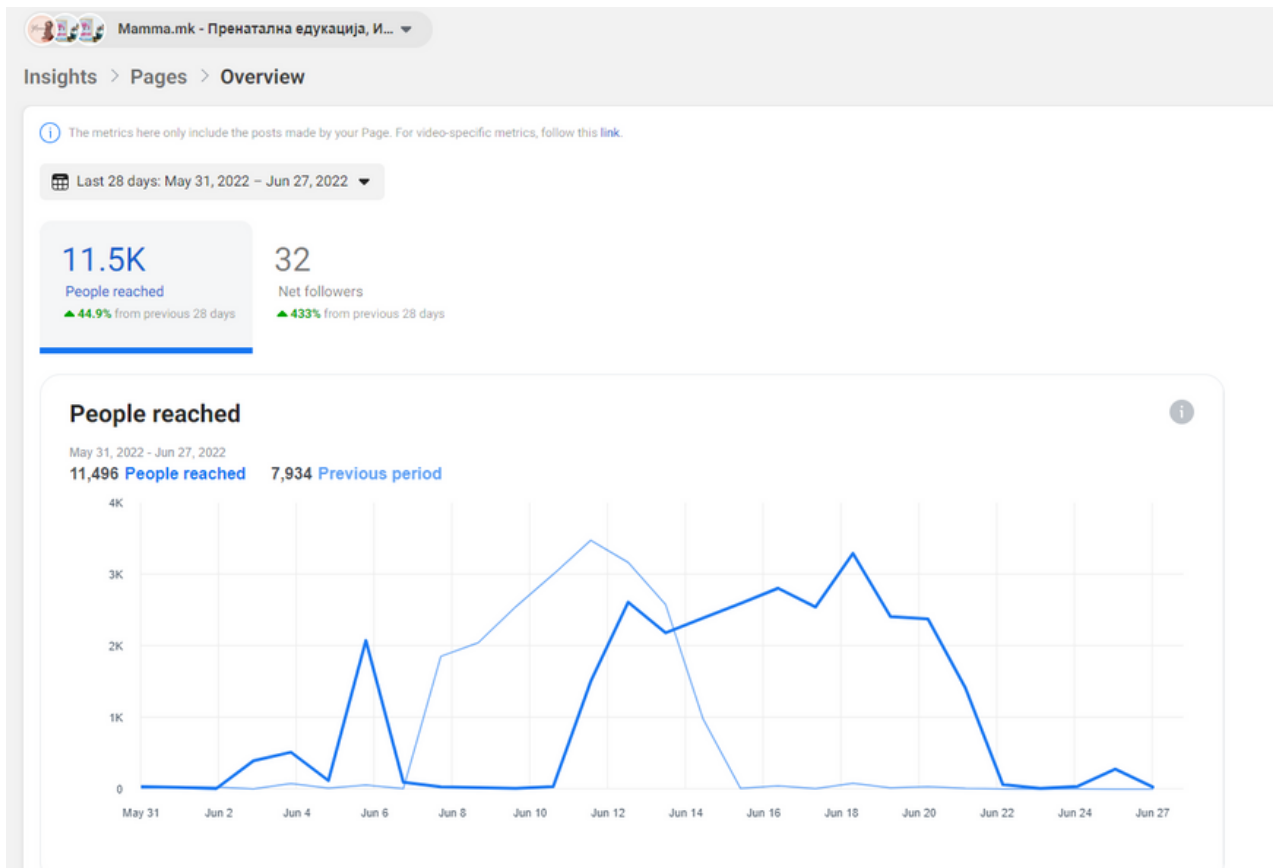 Mamma.mk - Пренатална едукација, И...
Insights > Pages > Overview
The metrics here only include the posts made by your Page. For video-specific metrics, follow this link.
Last 28 days: May 31, 2022 – Jun 27, 2022
11.5K
People reached
44.9% from previous 28 days
32
Net followers
433% from previous 28 days
People reached
May 31, 2022 - Jun 27, 2022
11,496 People reached 7,934 Previous period
4K
3K
2K
1K
0
May 31 Jun 2 Jun 4 Jun 6 Jun 8 Jun 10 Jun 12 Jun 14 Jun 16 Jun 18 Jun 20 Jun 22 Jun 24 Jun 27